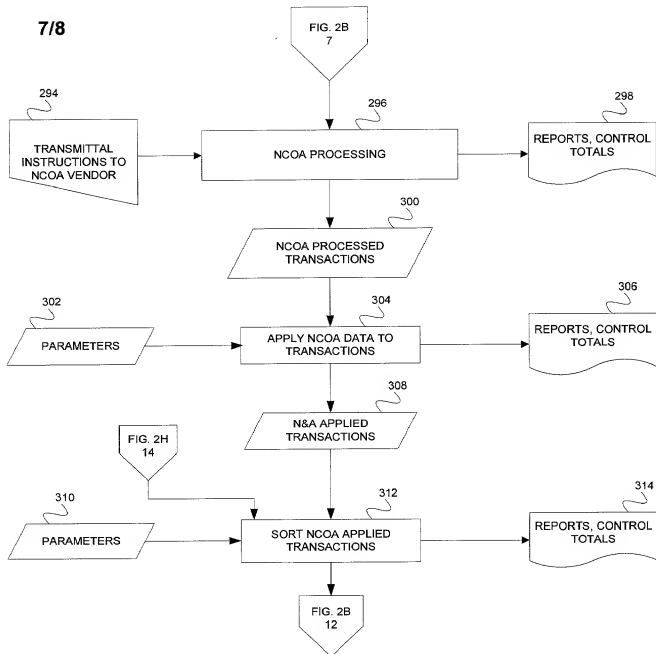 7/8
FIG. 2B
7
294
296
298
TRANSMITTAL
INSTRUCTIONS TO
NCOA VENDOR
NCOA PROCESSING
REPORTS, CONTROL
TOTALS
300
NCOA PROCESSED
TRANSACTIONS
302
304
306
PARAMETERS
APPLY NCOA DATA TO
TRANSACTIONS
REPORTS, CONTROL
TOTALS
308
N&A APPLIED
TRANSACTIONS
FIG. 2H
14
310
312
314
PARAMETERS
SORT NCOA APPLIED
TRANSACTIONS
REPORTS, CONTROL
TOTALS
FIG. 2B
12